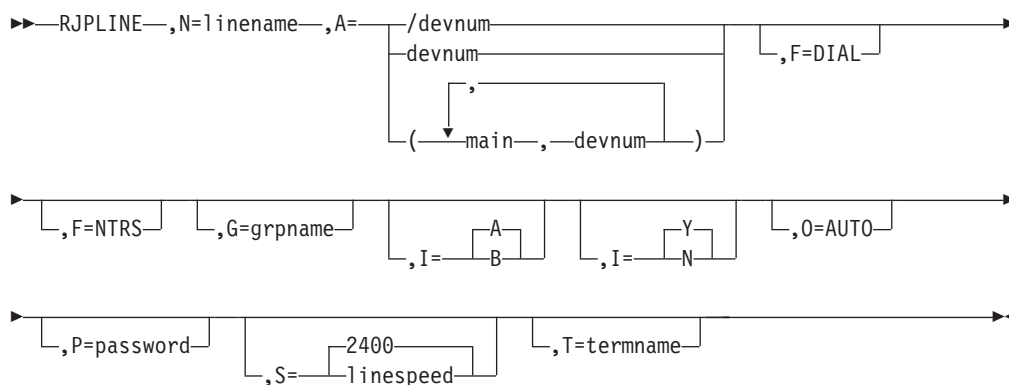 RJPLINE ,N=linename ,A= /devnum ,F=DIAL
devnum
,
( main , devnum )
,F=NTRS ,G=grpname ,I= A ,I= Y ,O=AUTO
B N
,P=password ,S= 2400 ,T=termname
linespeed